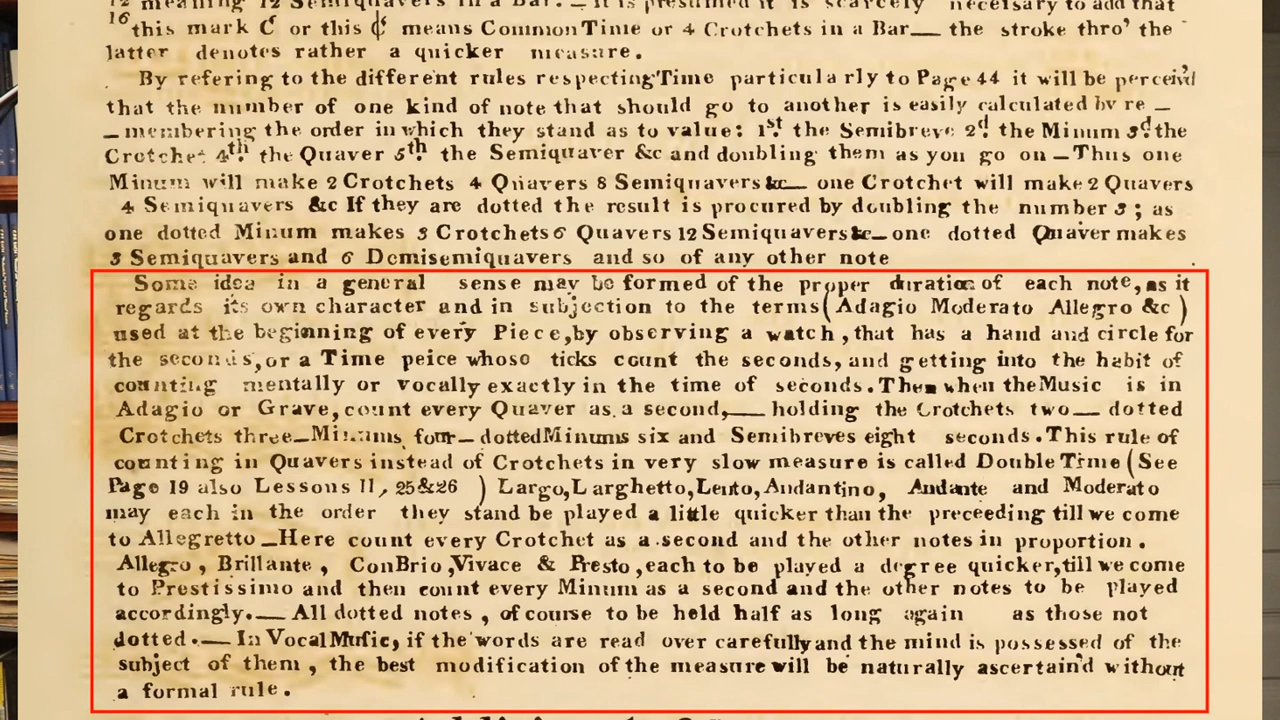 12 meaning 12 Semiquavers in a Bar. — It is presumed it is scarcely necessary to add that
16 this mark C or this ₵ means Common Time or 4 Crotchets in a Bar — the stroke thro' the
latter denotes rather a quicker measure.
By refering to the different rules respecting Time particularly to Page 44 it will be perceiv'd
that the number of one kind of note that should go to another is easily calculated by re —
— membering the order in which they stand as to value: 1st. the Semibreve 2d. the Minum 3d. the
Crotchet 4th. the Quaver 5th. the Semiquaver &c and doubling them as you go on — Thus one
Minum will make 2 Crotchets 4 Quavers 8 Semiquavers &c — one Crotchet will make 2 Quavers
4 Semiquavers &c If they are dotted the result is procured by doubling the number 3 ; as
one dotted Minum makes 3 Crotchets 6 Quavers 12 Semiquavers &c — one dotted Quaver makes
3 Semiquavers and 6 Demisemiquavers and so of any other note
Some idea in a general sense may be formed of the proper duration of each note, as it
regards its own character and in subjection to the terms (Adagio Moderato Allegro &c )
used at the beginning of every Piece, by observing a watch, that has a hand and circle for
the seconds, or a Time peice whose ticks count the seconds, and getting into the habit of
counting mentally or vocally exactly in the time of seconds. Then when the Music is in
Adagio or Grave, count every Quaver as a second, — holding the Crotchets two — dotted
Crotchets three — Minums four — dotted Minums six and Semibreves eight seconds. This rule of
counting in Quavers instead of Crotchets in very slow measure is called Double Time (See
Page 19 also Lessons 11, 25 & 26 ) Largo, Larghetto, Lento, Andantino, Andante and Moderato
may each in the order they stand be played a little quicker than the preceeding till we come
to Allegretto — Here count every Crotchet as a second and the other notes in proportion.
Allegro, Brillante, Con Brio, Vivace & Presto, each to be played a degree quicker, till we come
to Prestissimo and then count every Minum as a second and the other notes to be played
accordingly. — All dotted notes, of course to be held half as long again as those not
dotted. — In Vocal Mufic, if the words are read over carefully and the mind is possessed of the
subject of them, the best modification of the measure will be naturally ascertain'd without
a formal rule.